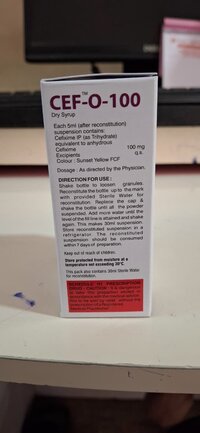 CEF-O-100™
Dry Syrup
Each 5ml (after reconstitution)
suspension contains:
Cefixime IP (as Trihydrate)
equivalent to anhydrous
Cefixime 100 mg
Excipients q.s.
Colour : Sunset Yellow FCF
Dosage : As directed by the Physician.
DIRECTION FOR USE :
Shake bottle to loosen granules.
Reconstitute the bottle up to the mark
with provided Sterile Water for
reconstitution. Replace the cap &
shake the bottle until all the powder
suspended. Add more water until the
level of the fill line is attained and shake
again. This makes 30ml suspension.
Store reconstituted suspension in a
refrigerator. The reconstituted
suspension should be consumed
within 7 days of preparation.
Keep out of reach of children.
Store protected from moisture at a
temperature not exceeding 30°C.
This pack also contains 30ml Sterile Water
for reconstitution.
SCHEDULE H1 PRESCRIPTION
DRUG - CAUTION